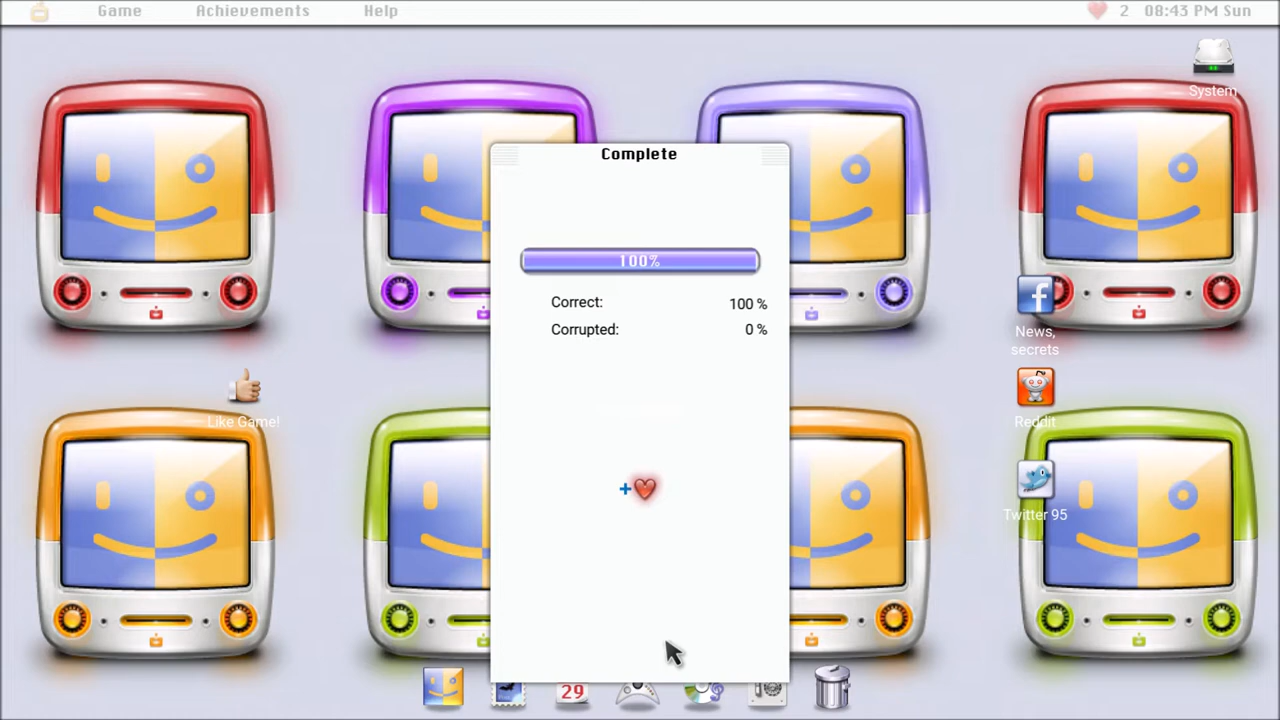 Game Achievements Help 2 08:43 PM Sun
System
Complete
100%
Correct: 100 %
Corrupted: 0 %
News,
secrets
Like Game!
Reddit
+
Twitter 95
29